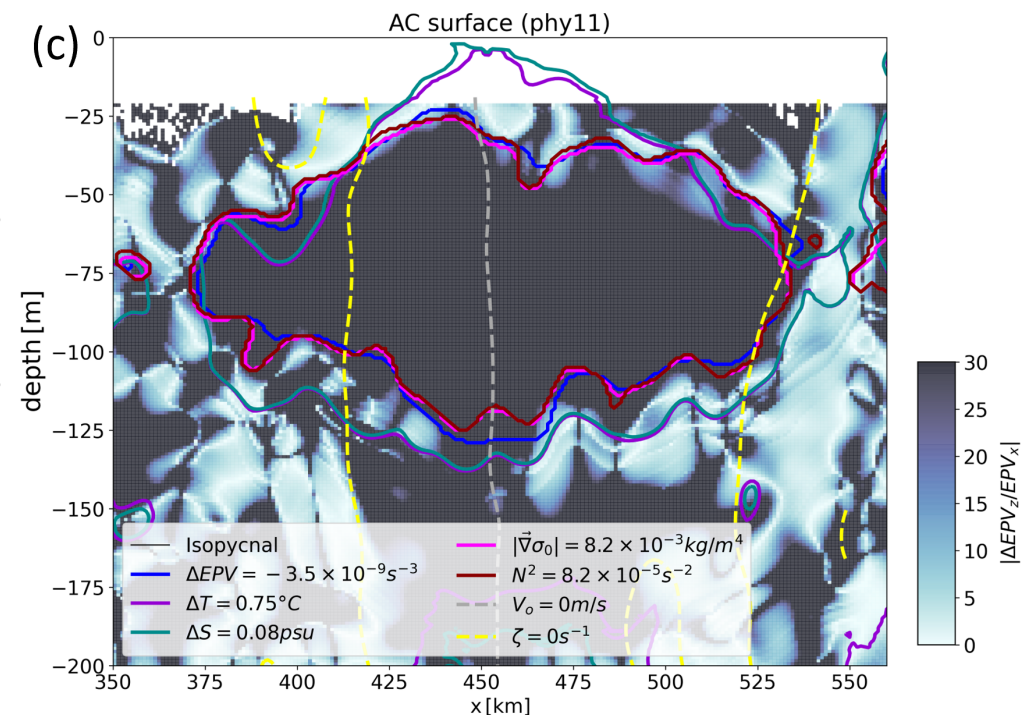 (c)
AC surface (phy11)
0
−25
−50
−75
−100
−125
−150
−175
−200
depth [m]
350
375
400
425
450
475
500
525
550
x [km]
Isopycnal
ΔEPV = − 3.5 × 10⁻⁹s⁻³
ΔT = 0.75°C
ΔS = 0.08psu
|∇⃗σ₀| = 8.2 × 10⁻³kg/m⁴
N² = 8.2 × 10⁻⁵s⁻²
Vₒ = 0m/s
ζ = 0s⁻¹
30
25
20
15
10
5
0
|ΔEPV_z/EPV_x|